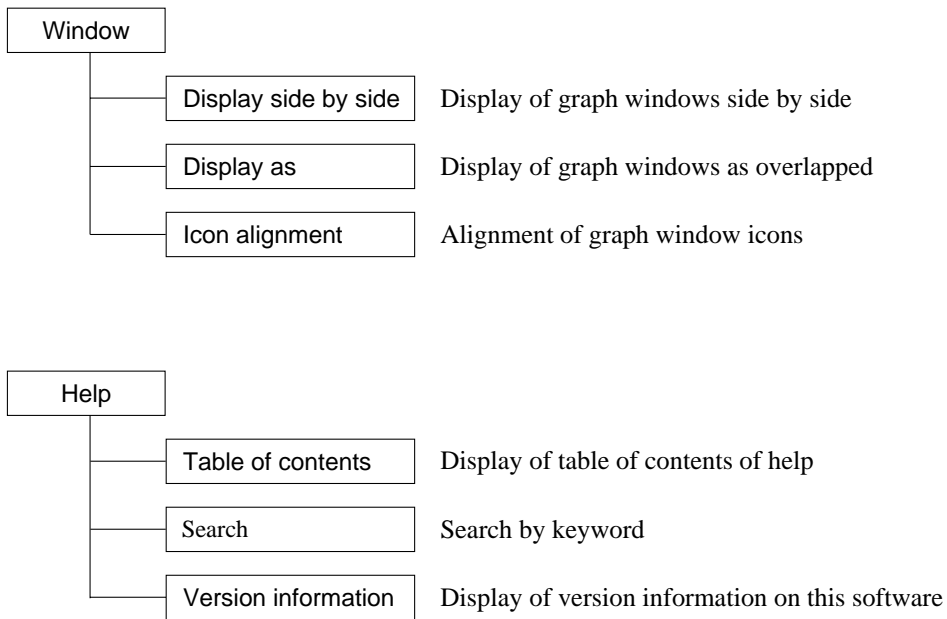 Window
Display side by side Display of graph windows side by side
Display as Display of graph windows as overlapped
Icon alignment Alignment of graph window icons
Help
Table of contents Display of table of contents of help
Search Search by keyword
Version information Display of version information on this software